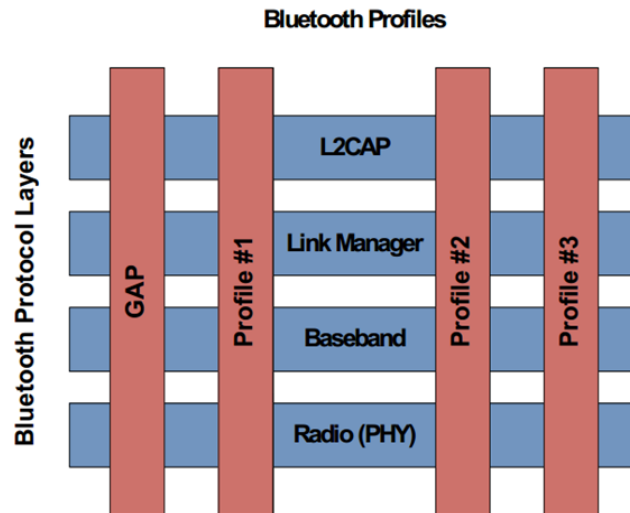 Bluetooth Profiles
Bluetooth Protocol Layers
GAP
Profile #1
L2CAP
Link Manager
Baseband
Radio (PHY)
Profile #2
Profile #3